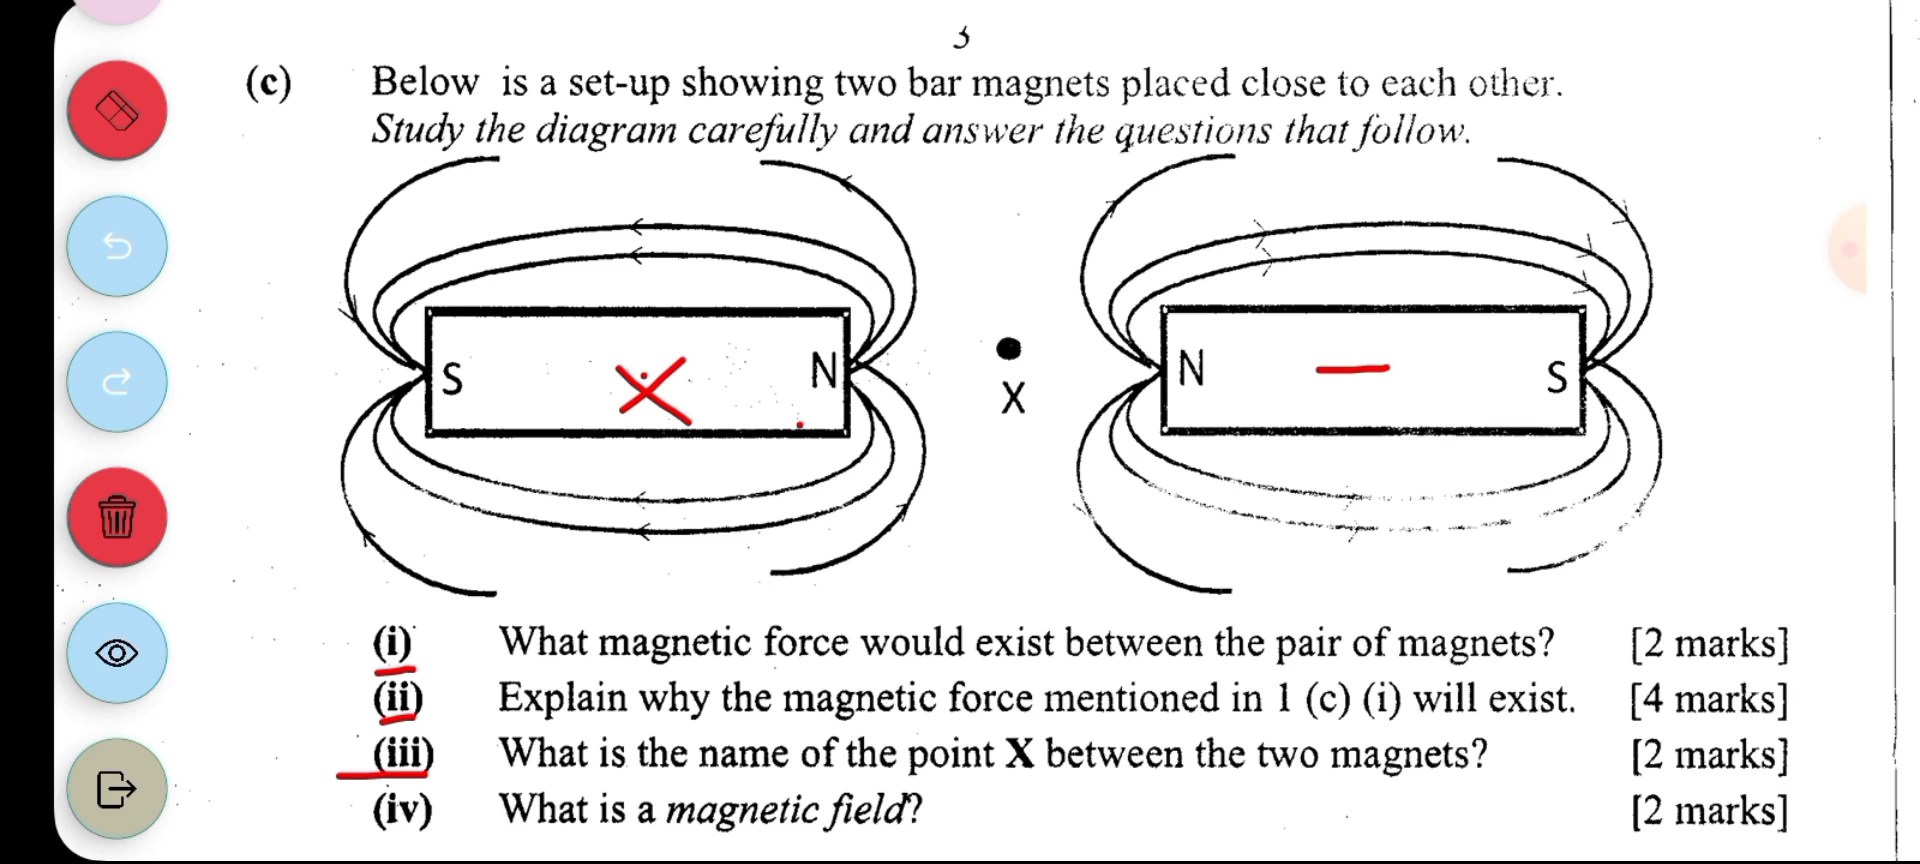 3
(c) Below is a set-up showing two bar magnets placed close to each other.
Study the diagram carefully and answer the questions that follow.
S N X N S
(i) What magnetic force would exist between the pair of magnets? [2 marks]
(ii) Explain why the magnetic force mentioned in 1 (c) (i) will exist. [4 marks]
(iii) What is the name of the point X between the two magnets? [2 marks]
(iv) What is a magnetic field? [2 marks]